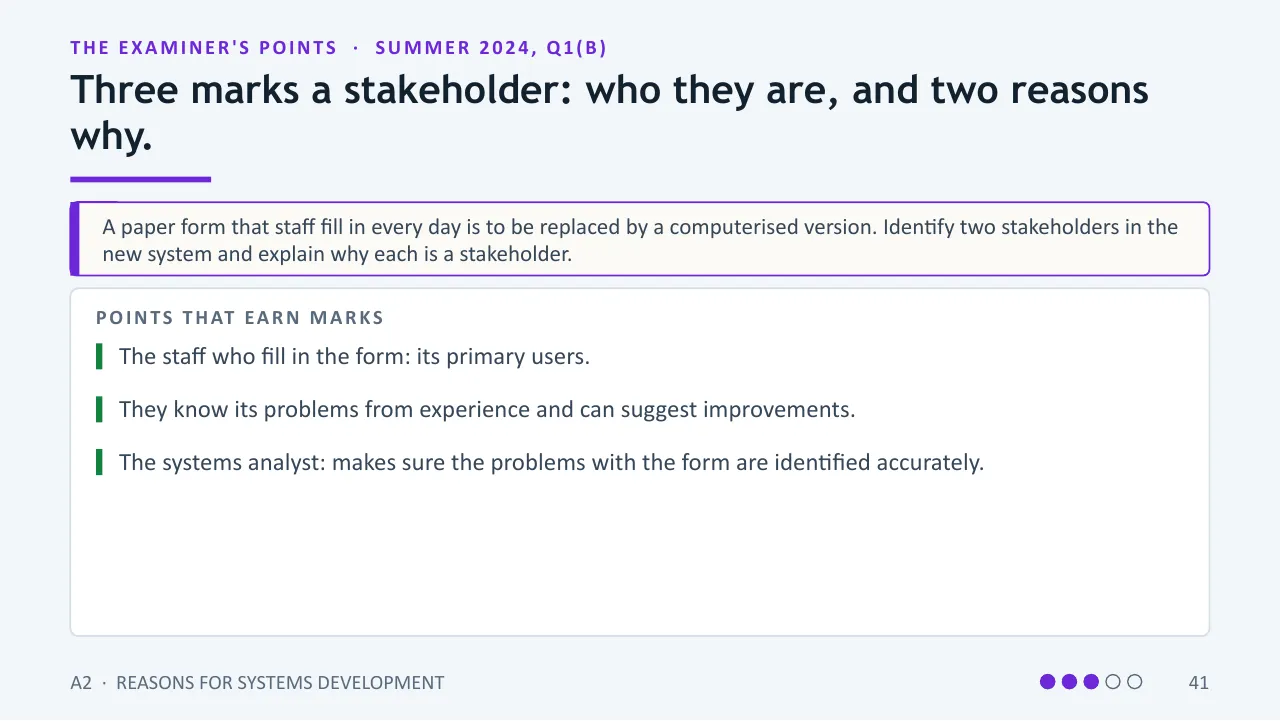 THE EXAMINER'S POINTS · SUMMER 2024, Q1(B)
Three marks a stakeholder: who they are, and two reasons
why.
A paper form that staff fill in every day is to be replaced by a computerised version. Identify two stakeholders in the
new system and explain why each is a stakeholder.
POINTS THAT EARN MARKS
The staff who fill in the form: its primary users.
They know its problems from experience and can suggest improvements.
The systems analyst: makes sure the problems with the form are identified accurately.
A2 · REASONS FOR SYSTEMS DEVELOPMENT
41